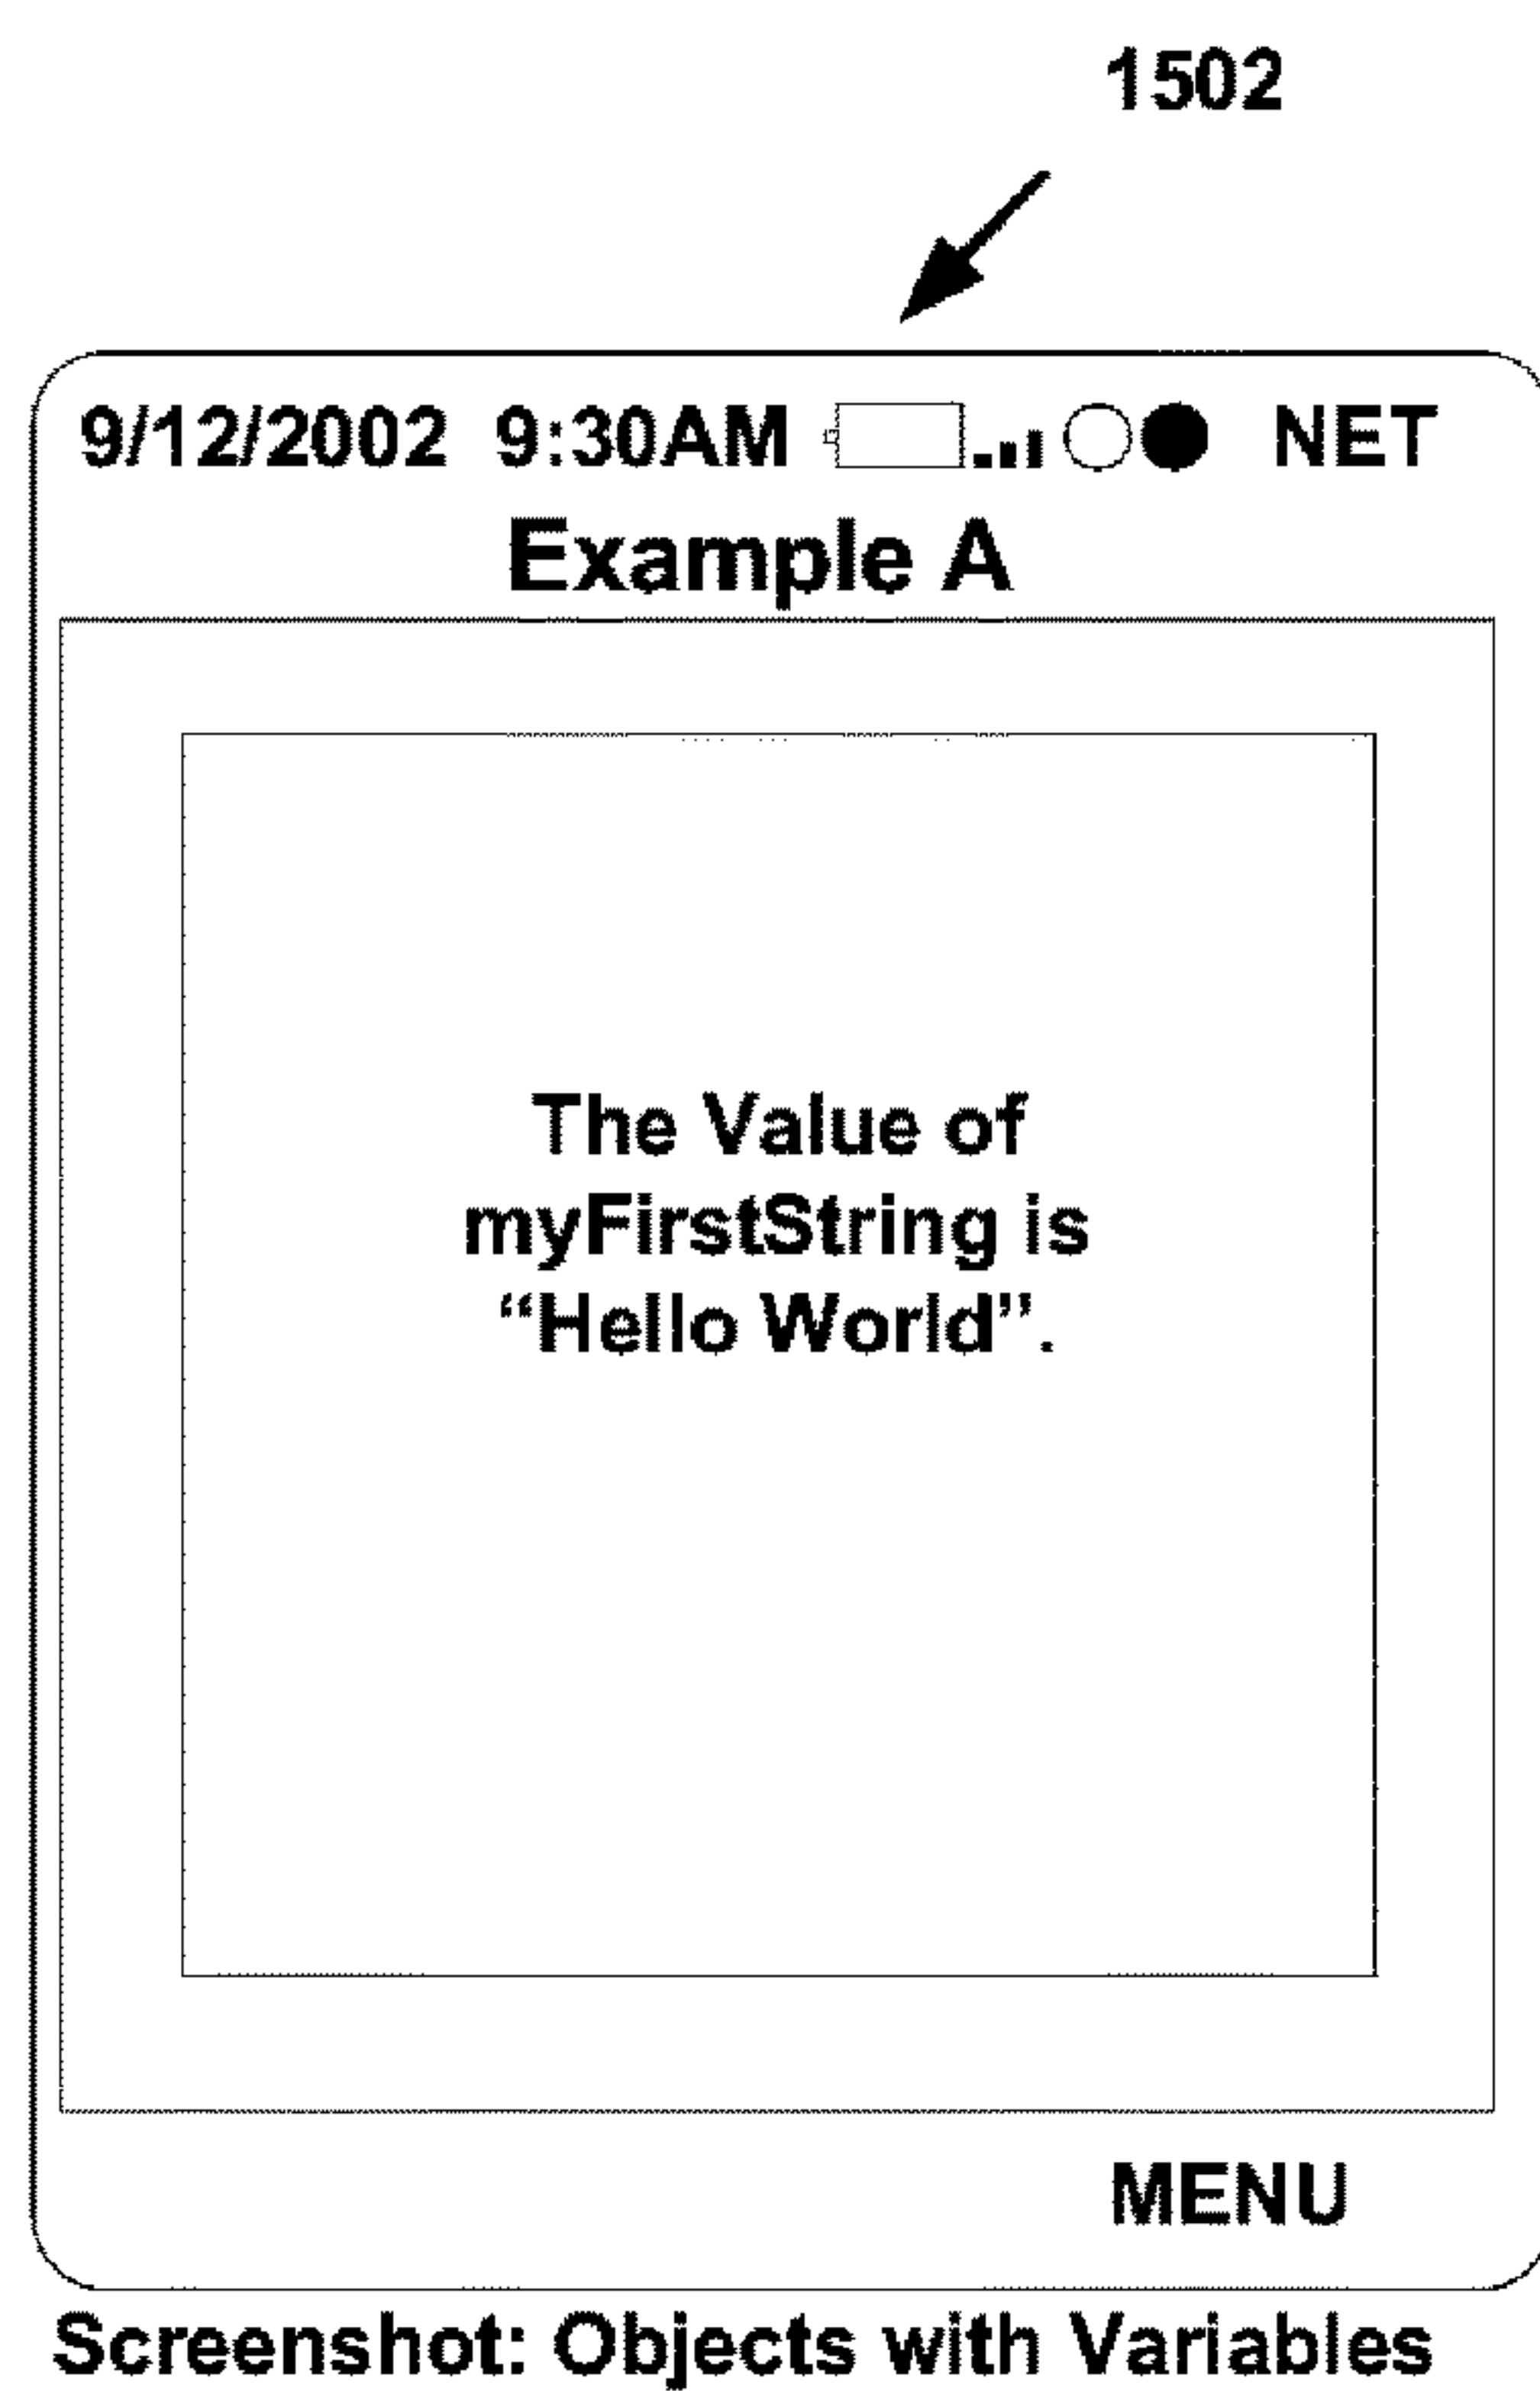 1502
9/12/2002 9:30AM NET
Example A
The Value of
myFirstString is
“Hello World”.
MENU
Screenshot: Objects with Variables